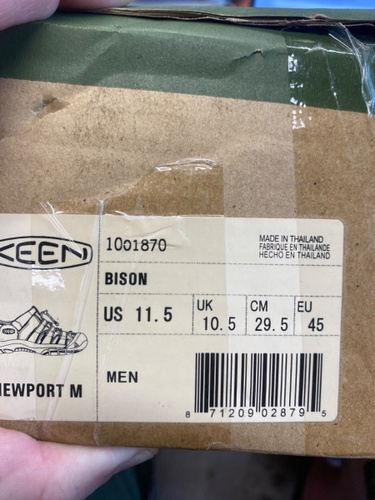 KEEN
1001870
MADE IN THAILAND
FABRIQUE EN THAILANDE
HECHO EN THAILAND
BISON
US 11.5
UK 10.5
CM 29.5
EU 45
NEWPORT M
MEN
8 71209 02879 5